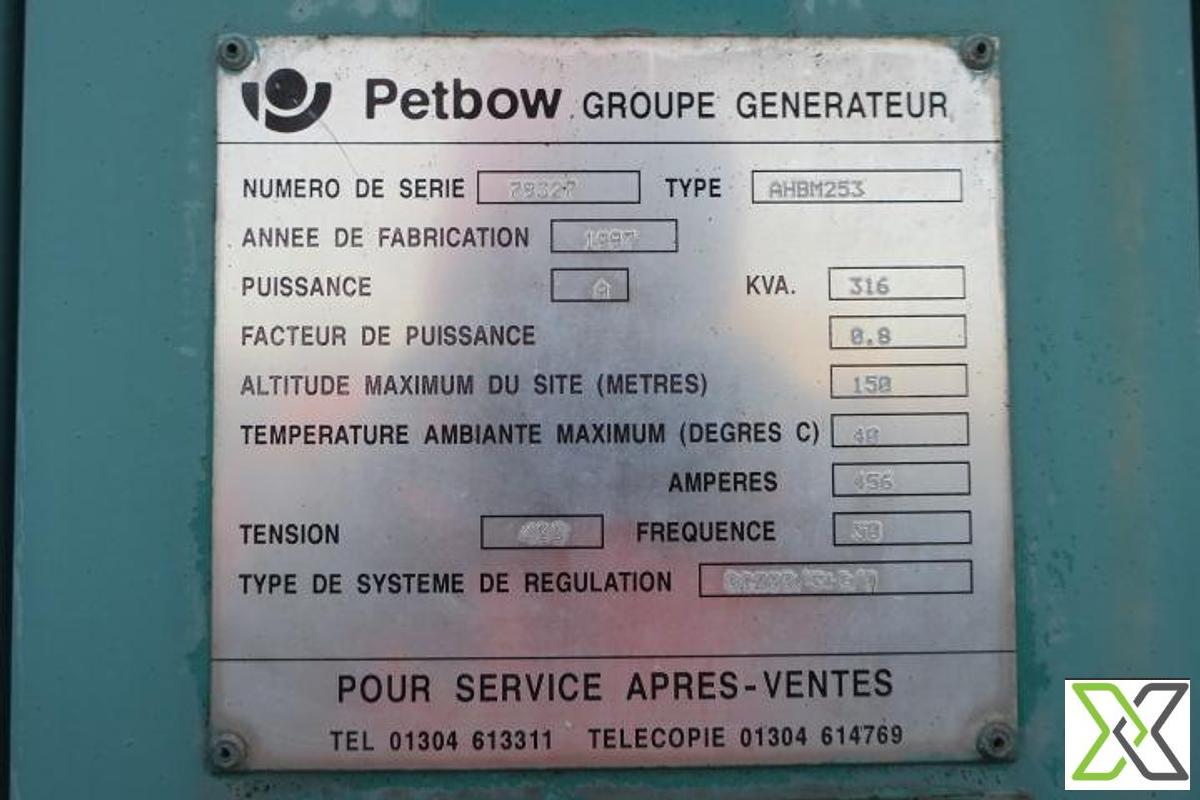 Petbow GROUPE GENERATEUR
NUMERO DE SERIE 78327 TYPE AHBM253
ANNEE DE FABRICATION 1997
PUISSANCE A KVA. 316
FACTEUR DE PUISSANCE 0.8
ALTITUDE MAXIMUM DU SITE (METRES) 150
TEMPERATURE AMBIANTE MAXIMUM (DEGRES C) 40
AMPERES 456
TENSION 400 FREQUENCE
TYPE DE SYSTEME DE REGULATION
POUR SERVICE APRES-VENTES
TEL 01304 613311 TELECOPIE 01304 614769